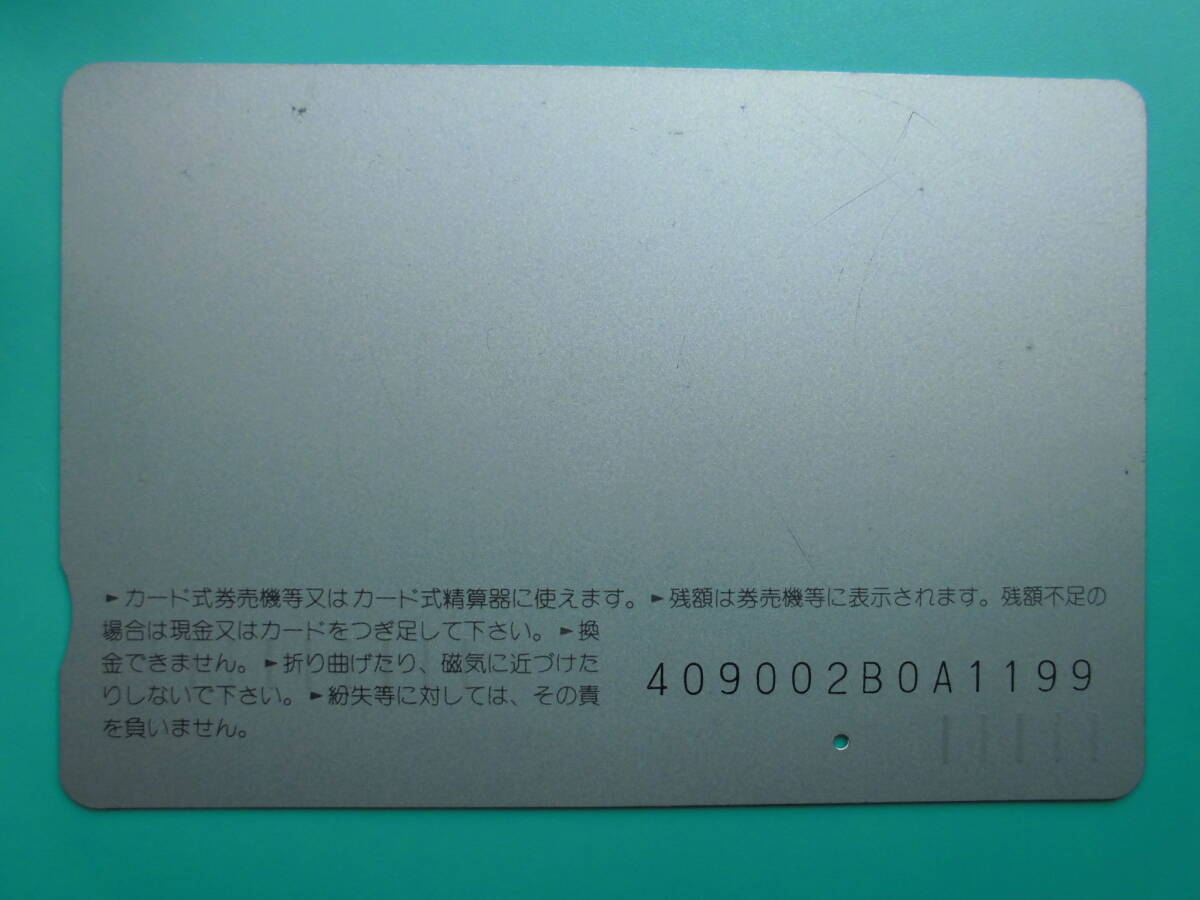 ►カード式券売機等又はカード式精算器に使えます。►残額は券売機等に表示されます。残額不足の
場合は現金又はカードをつぎ足して下さい。►換
金できません。►折り曲げたり、磁気に近づけた
りしないで下さい。►紛失等に対しては、その責
を負いません。
409002B0A1199